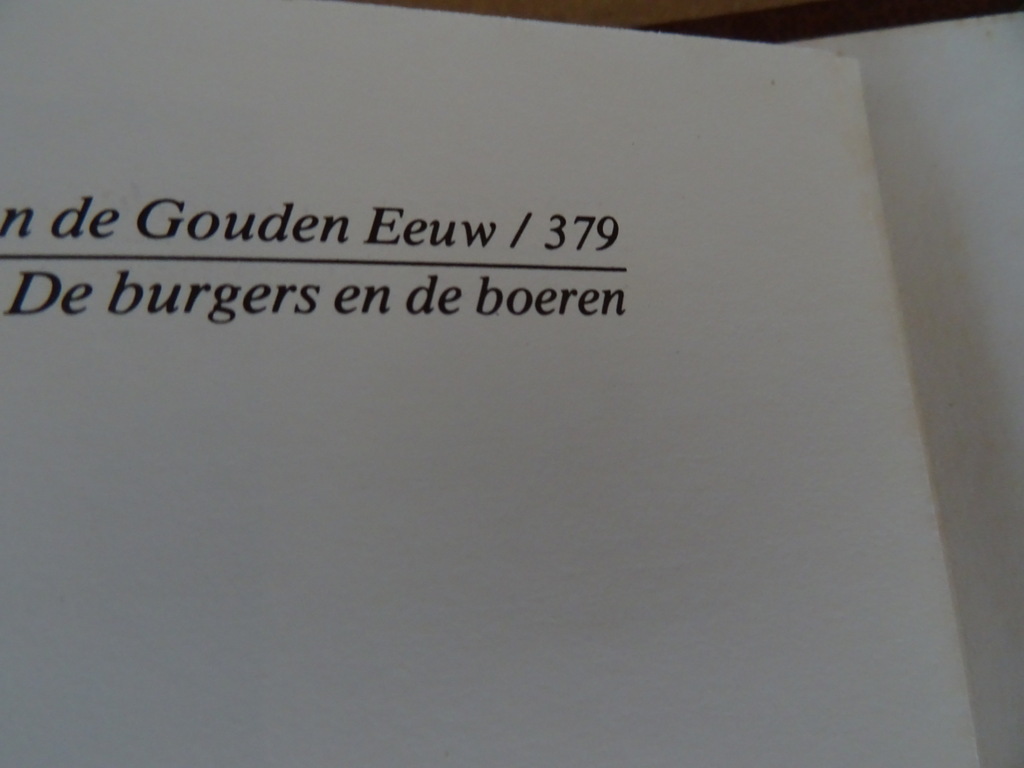 n de Gouden Eeuw / 379
De burgers en de boeren